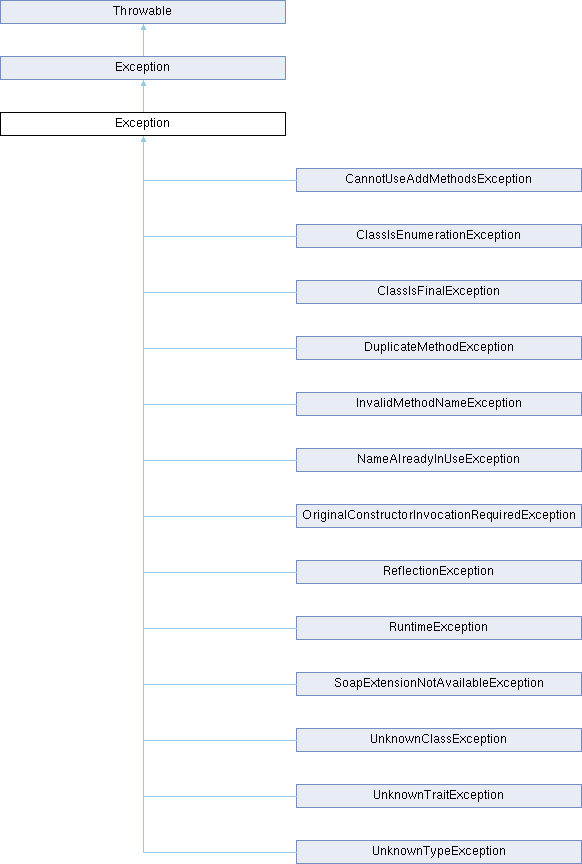 Throwable
Exception
Exception
CannotUseAddMethodsException
ClassIsEnumerationException
ClassIsFinalException
DuplicateMethodException
InvalidMethodNameException
NameAlreadyInUseException
OriginalConstructorInvocationRequiredException
ReflectionException
RuntimeException
SoapExtensionNotAvailableException
UnknownClassException
UnknownTraitException
UnknownTypeException